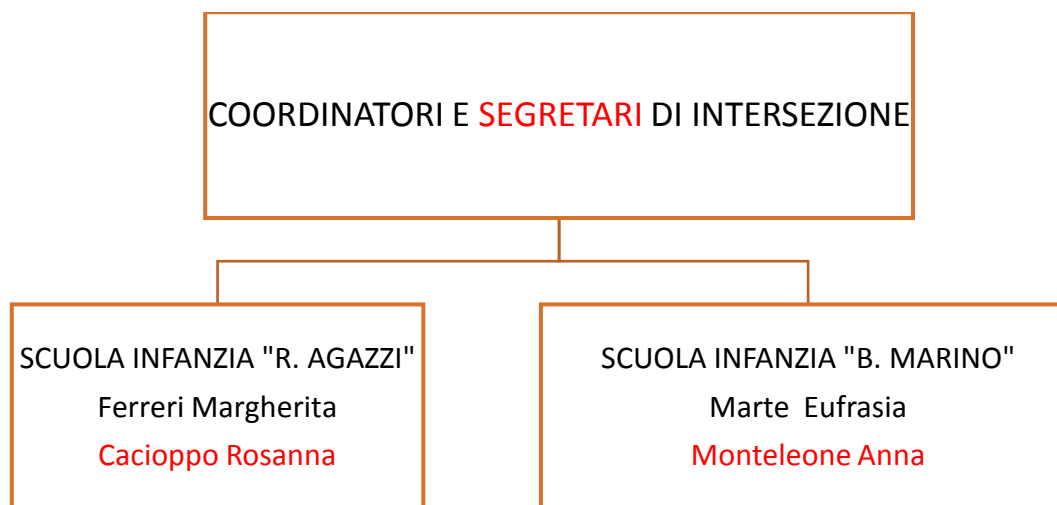 COORDINATORI E SEGRETARI DI INTERSEZIONE
SCUOLA INFANZIA "R. AGAZZI"
Ferreri Margherita
Cacioppo Rosanna
SCUOLA INFANZIA "B. MARINO"
Marte Eufrasia
Monteleone Anna